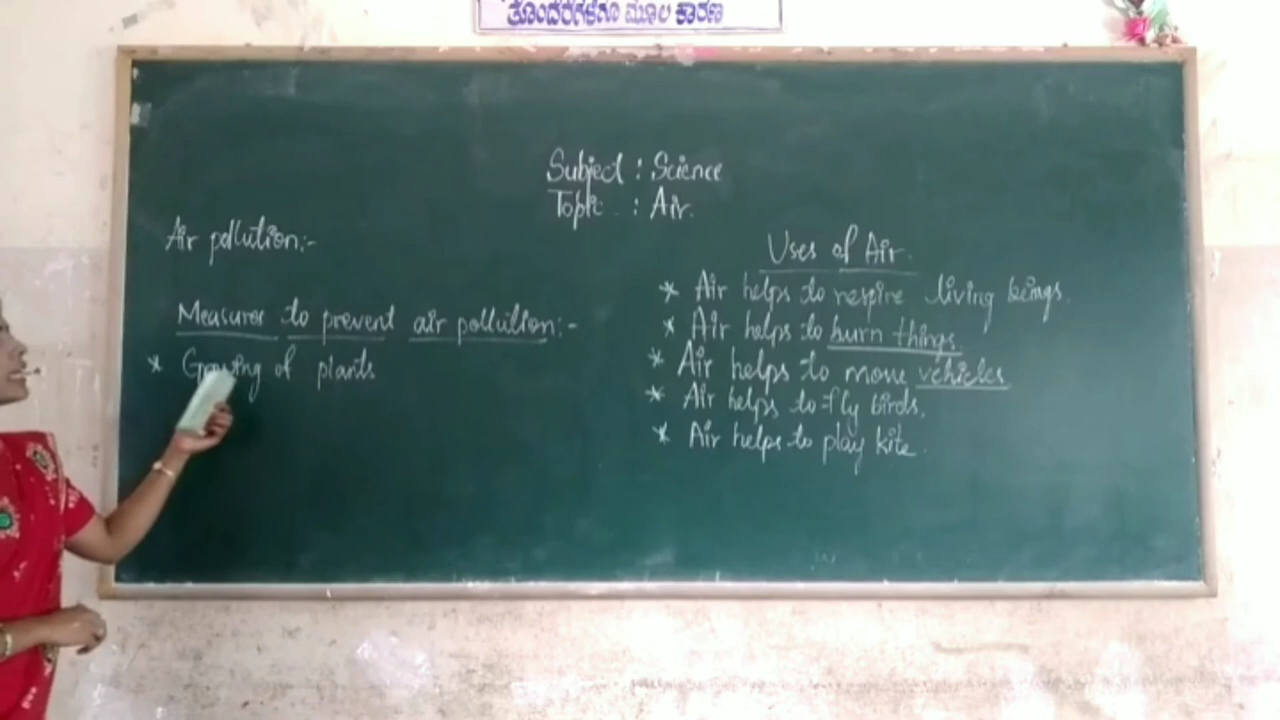 ತೊಂದರೆಗಳಿಗೂ ಮೂಲ ಕಾರಣ
Subject : Science
Topic : Air.
Air pollution:-
Measures to prevent air pollution:-
* Growing of plants
Uses of Air.
* Air helps to respire living beings.
* Air helps to burn things.
* Air helps to move vehicles
* Air helps to fly birds.
* Air helps to play kite.